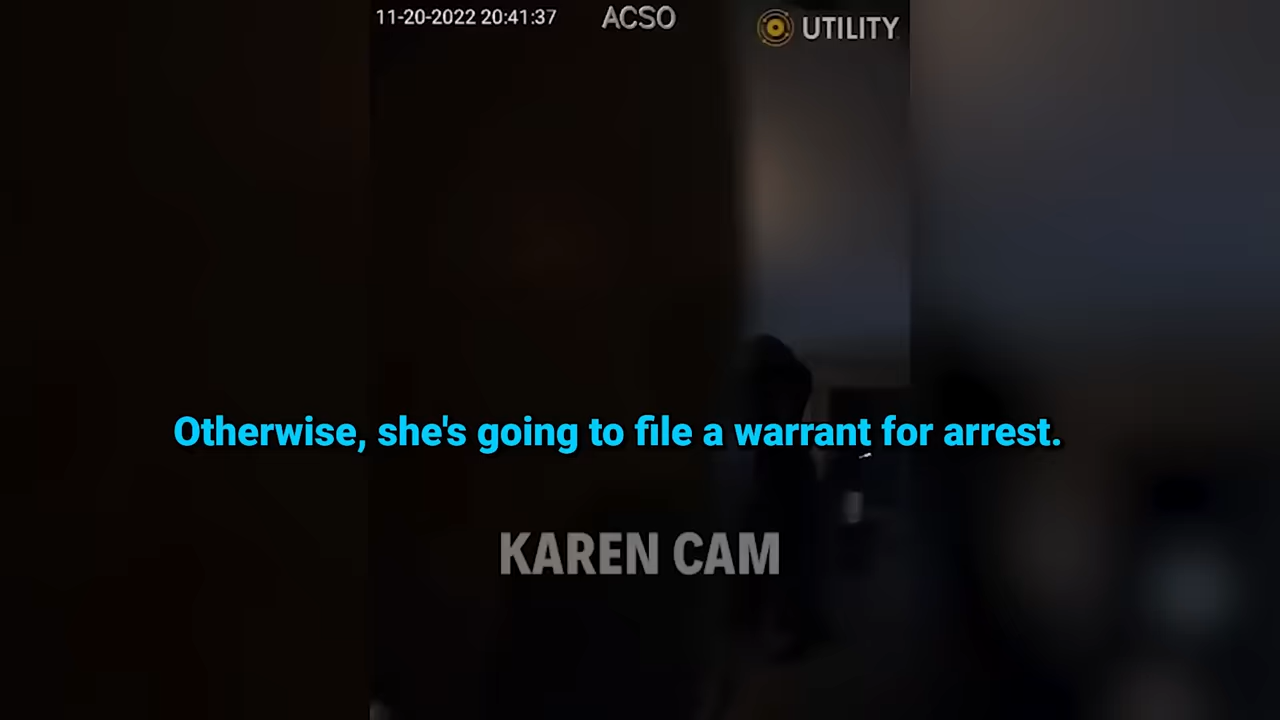 11-20-2022 20:41:37 ACSO UTILITY
Otherwise, she's going to file a warrant for arrest.
KAREN CAM